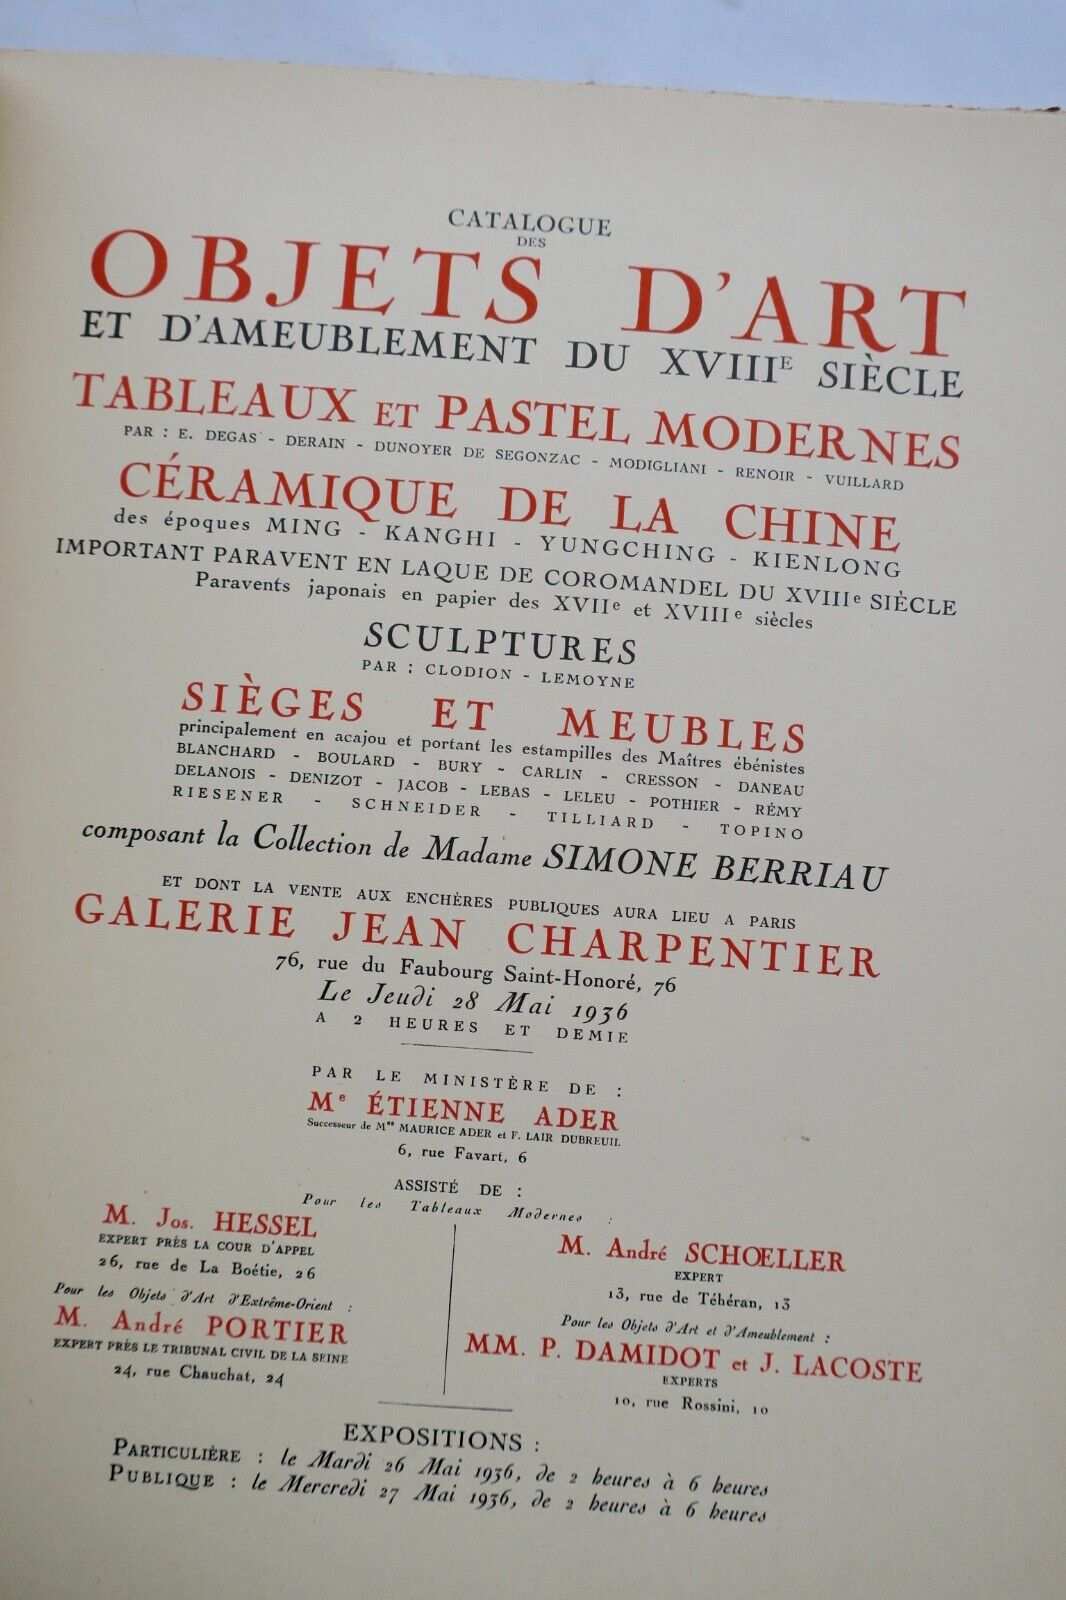 CATALOGUE
DES
OBJETS D'ART
ET D'AMEUBLEMENT DU XVIIIE SIÈCLE
TABLEAUX ET PASTEL MODERNES
PAR : E. DEGAS - DERAIN - DUNOYER DE SEGONZAC - MODIGLIANI - RENOIR - VUILLARD
CÉRAMIQUE DE LA CHINE
des époques MING - KANGHI - YUNGCHING - KIENLONG
IMPORTANT PARAVENT EN LAQUE DE COROMANDEL DU XVIIIe SIÈCLE
Paravents japonais en papier des XVIIe et XVIIIe siècles
SCULPTURES
PAR : CLODION - LEMOYNE
SIÈGES ET MEUBLES
principalement en acajou et portant les estampilles des Maîtres ébénistes
BLANCHARD - BOULARD - BURY - CARLIN - CRESSON - DANEAU
DELANOIS - DENIZOT - JACOB - LEBAS - LELEU - POTHIER - RÉMY
RIESENER - SCHNEIDER - TILLIARD - TOPINO
composant la Collection de Madame SIMONE BERRIAU
ET DONT LA VENTE AUX ENCHÈRES PUBLIQUES AURA LIEU A PARIS
GALERIE JEAN CHARPENTIER
76, rue du Faubourg Saint-Honoré, 76
Le Jeudi 28 Mai 1936
A 2 HEURES ET DEMIE
PAR LE MINISTÈRE DE :
Me ÉTIENNE ADER
Successeur de Mes MAURICE ADER et F. LAIR DUBREUIL
6, rue Favart, 6
ASSISTÉ DE :
Pour les Tableaux Modernes :
M. Jos. HESSEL
EXPERT PRÈS LA COUR D'APPEL
26, rue de La Boétie, 26
M. André SCHŒLLER
EXPERT
13, rue de Téhéran, 13
Pour les Objets d'Art d'Extrême-Orient :
M. André PORTIER
EXPERT PRÈS LE TRIBUNAL CIVIL DE LA SEINE
24, rue Chauchat, 24
Pour les Objets d'Art et d'Ameublement :
MM. P. DAMIDOT et J. LACOSTE
EXPERTS
10, rue Rossini, 10
EXPOSITIONS :
PARTICULIÈRE : le Mardi 26 Mai 1936, de 2 heures à 6 heures
PUBLIQUE : le Mercredi 27 Mai 1936, de 2 heures à 6 heures